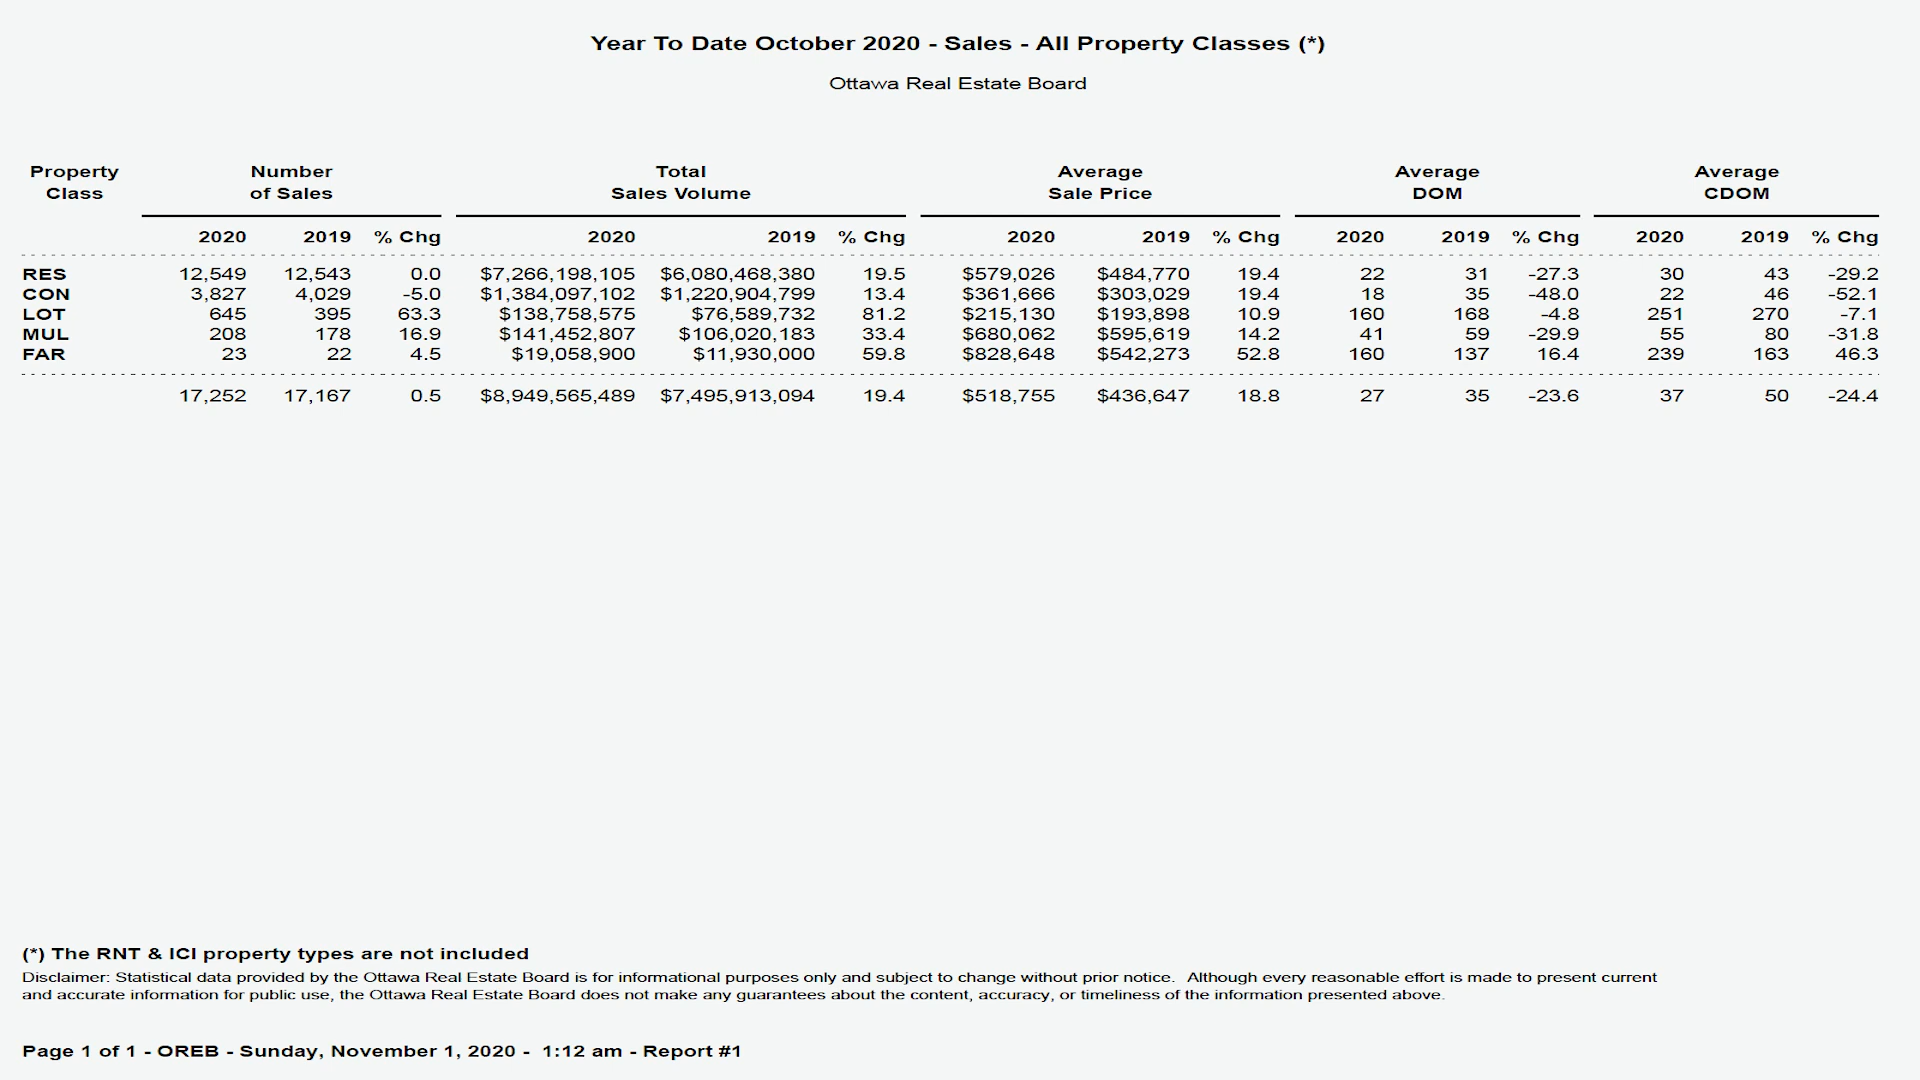 Year To Date October 2020 - Sales - All Property Classes (*)
Ottawa Real Estate Board
Property Number Total Average Average Average
Class of Sales Sales Volume Sale Price DOM CDOM
2020 2019 % Chg 2020 2019 % Chg 2020 2019 % Chg 2020 2019 % Chg 2020 2019 % Chg
RES 12,549 12,543 0.0 $7,266,198,105 $6,080,468,380 19.5 $579,026 $484,770 19.4 22 31 -27.3 30 43 -29.2
CON 3,827 4,029 -5.0 $1,384,097,102 $1,220,904,799 13.4 $361,666 $303,029 19.4 18 35 -48.0 22 46 -52.1
LOT 645 395 63.3 $138,758,575 $76,589,732 81.2 $215,130 $193,898 10.9 160 168 -4.8 251 270 -7.1
MUL 208 178 16.9 $141,452,807 $106,020,183 33.4 $680,062 $595,619 14.2 41 59 -29.9 55 80 -31.8
FAR 23 22 4.5 $19,058,900 $11,930,000 59.8 $828,648 $542,273 52.8 160 137 16.4 239 163 46.3
17,252 17,167 0.5 $8,949,565,489 $7,495,913,094 19.4 $518,755 $436,647 18.8 27 35 -23.6 37 50 -24.4
(*) The RNT & ICI property types are not included
Disclaimer: Statistical data provided by the Ottawa Real Estate Board is for informational purposes only and subject to change without prior notice. Although every reasonable effort is made to present current
and accurate information for public use, the Ottawa Real Estate Board does not make any guarantees about the content, accuracy, or timeliness of the information presented above.
Page 1 of 1 - OREB - Sunday, November 1, 2020 - 1:12 am - Report #1